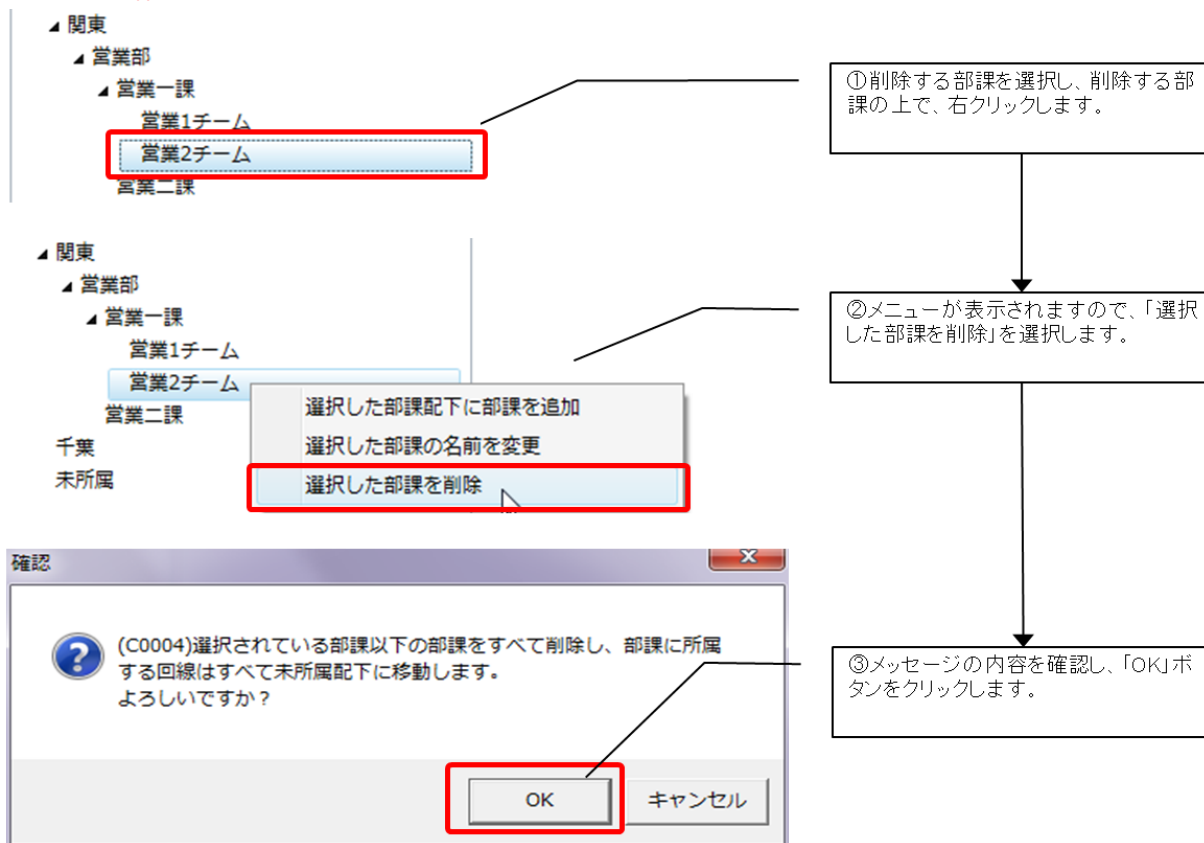 関東
営業部
営業一課
営業1チーム
営業2チーム
営業二課
①削除する部課を選択し、削除する部
課の上で、右クリックします。
関東
営業部
営業一課
営業1チーム
営業2チーム
営業二課
千葉
未所属
選択した部課配下に部課を追加
選択した部課の名前を変更
選択した部課を削除
②メニューが表示されますので、「選択
した部課を削除」を選択します。
確認
(C0004)選択されている部課以下の部課をすべて削除し、部課に所属
する回線はすべて未所属配下に移動します。
よろしいですか？
OK
キャンセル
③メッセージの内容を確認し、「OK」ボ
タンをクリックします。